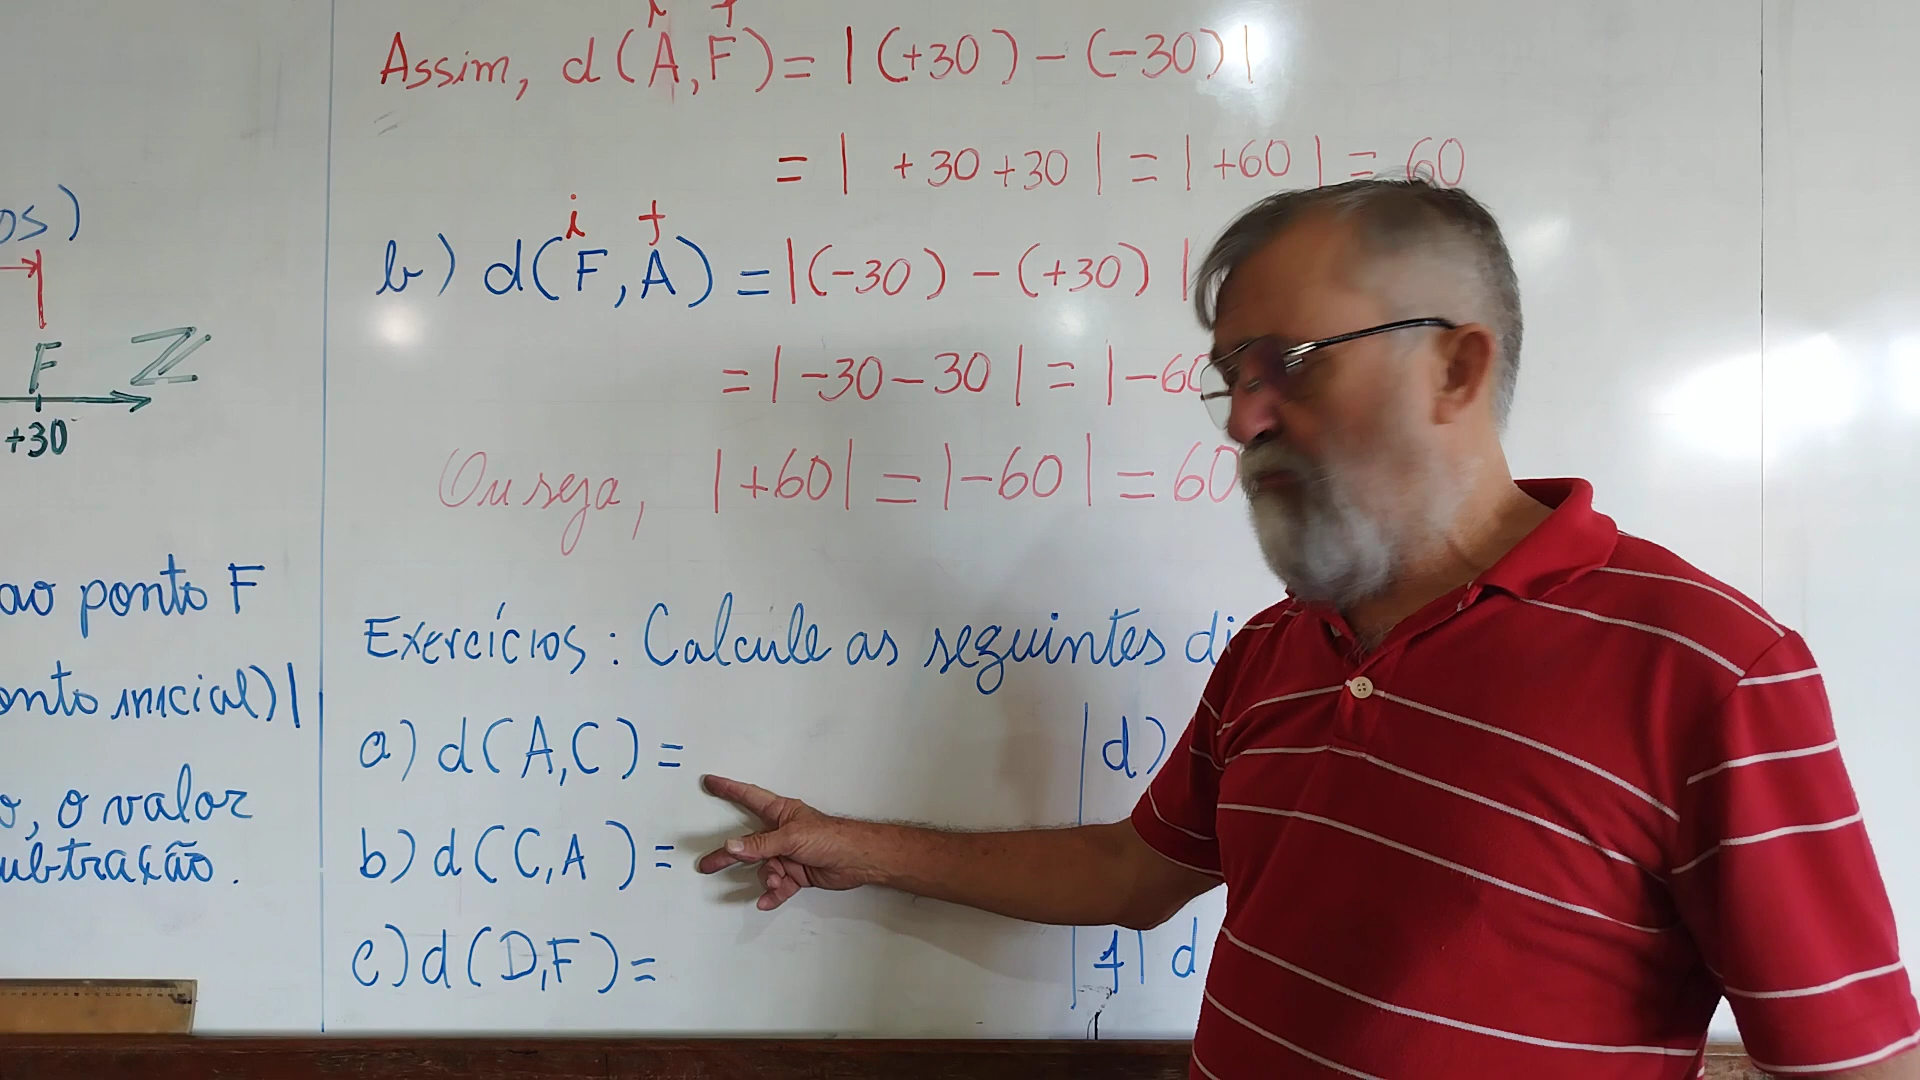 os)
F
Z
+30
ao ponto F
onto inicial)|
o, o valor
ubtração.
i f
Assim, d(A,F)= |(+30)-(-30)|
= | +30+30| = |+60| = 60
i f
b) d(F,A) =|(-30) - (+30) |
=|-30-30| = |-60
Ou seja, |+60| = |-60| = 60
Exercícios: Calcule as seguintes di
a) d(A,C) =
b) d(C,A) =
c) d(D,F) =
d)
f) d